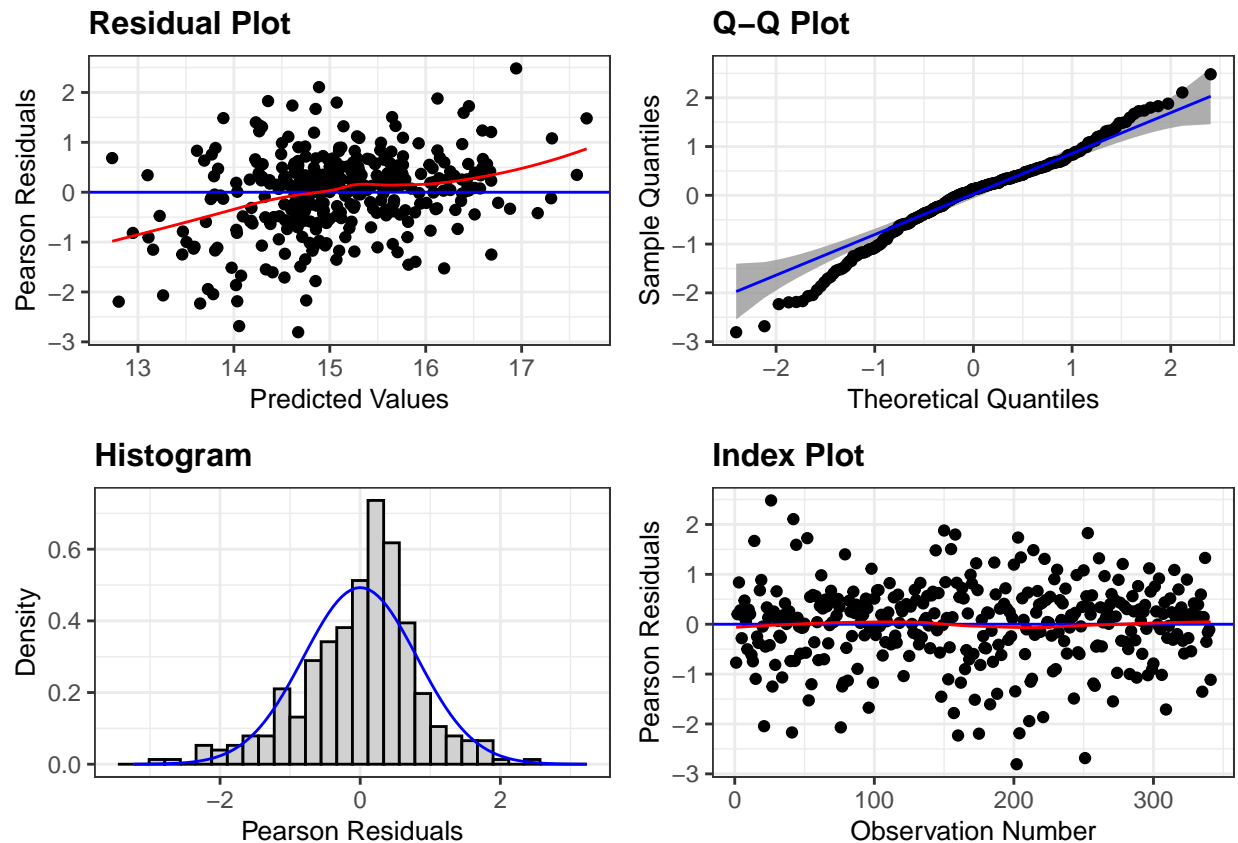 Residual Plot
Pearson Residuals
2
1
0
−1
−2
−3
13 14 15 16 17
Predicted Values
Q−Q Plot
Sample Quantiles
2
1
0
−1
−2
−3
−2 −1 0 1 2
Theoretical Quantiles
Histogram
Density
0.6
0.4
0.2
0.0
−2 0 2
Pearson Residuals
Index Plot
Pearson Residuals
2
1
0
−1
−2
−3
0 100 200 300
Observation Number